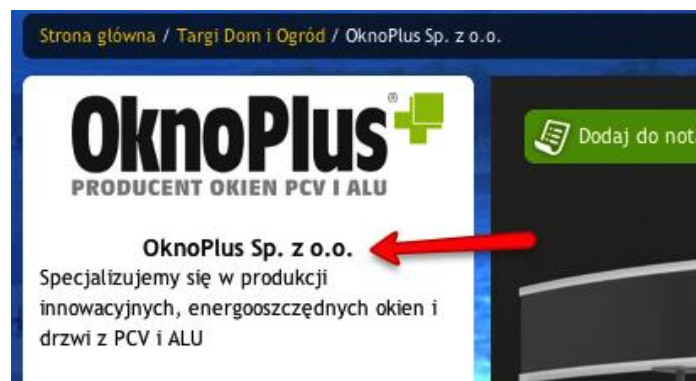 Strona główna / Targi Dom i Ogród / OknoPlus Sp. z o.o.
OknoPlus®
PRODUCENT OKIEN PCV I ALU
Dodaj do
OknoPlus Sp. z o.o.
Specjalizujemy się w produkcji
innowacyjnych, energooszczędnych okien i
drzwi z PCV i ALU